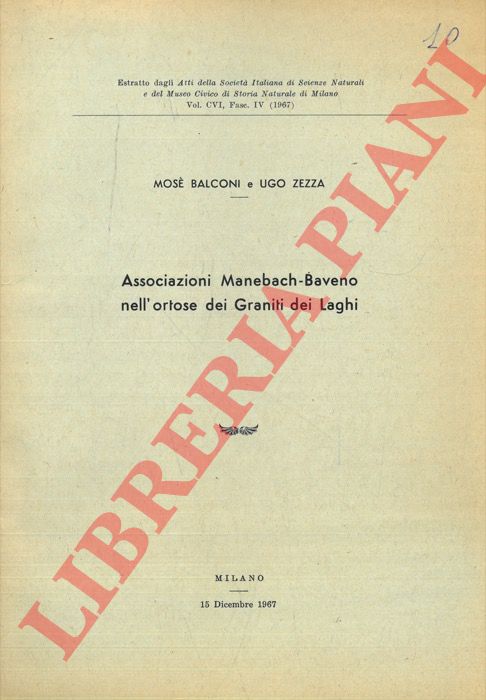 10
Estratto dagli Atti della Società Italiana di Scienze Naturali
e del Museo Civico di Storia Naturale di Milano
Vol. CVI, Fasc. IV (1967)
MOSÈ BALCONI e UGO ZEZZA
Associazioni Manebach-Baveno
nell'ortose dei Graniti dei Laghi
LIBRERIA PIANI
MILANO
15 Dicembre 1967